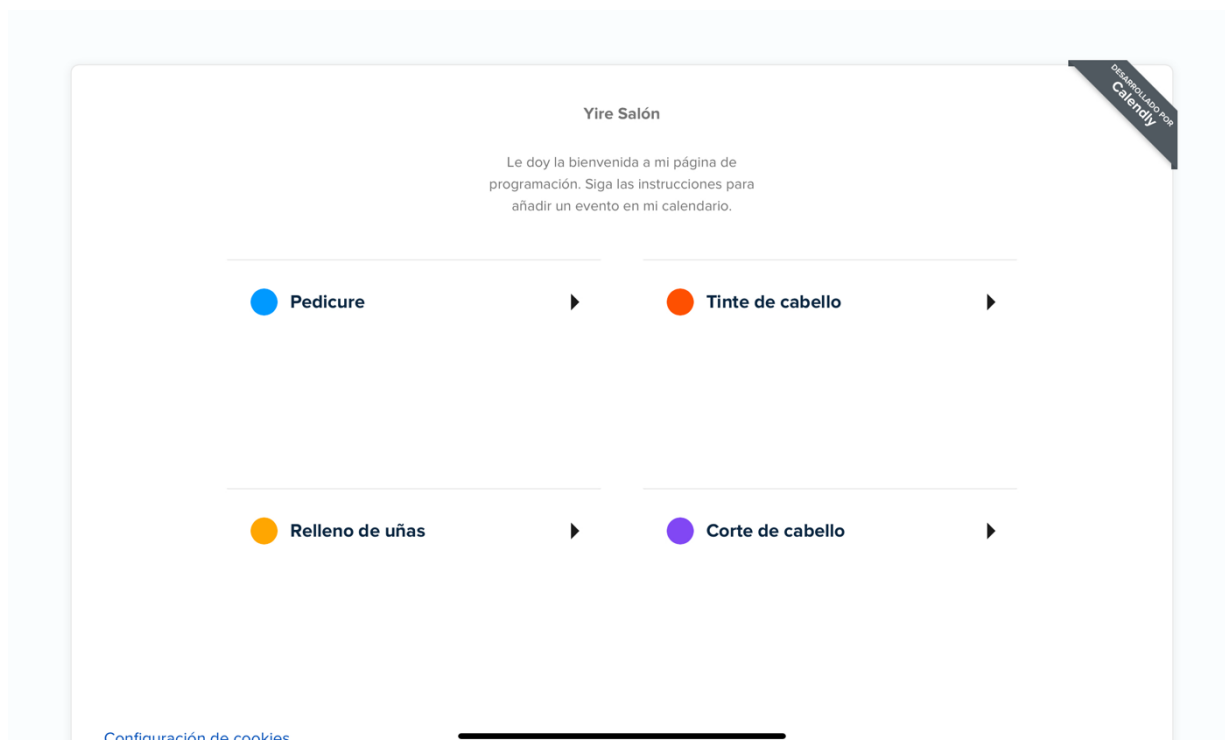 DESARROLLADO POR
Calendly
Yire Salón
Le doy la bienvenida a mi página de
programación. Siga las instrucciones para
añadir un evento en mi calendario.
Pedicure
Tinte de cabello
Relleno de uñas
Corte de cabello
Configuración de cookies